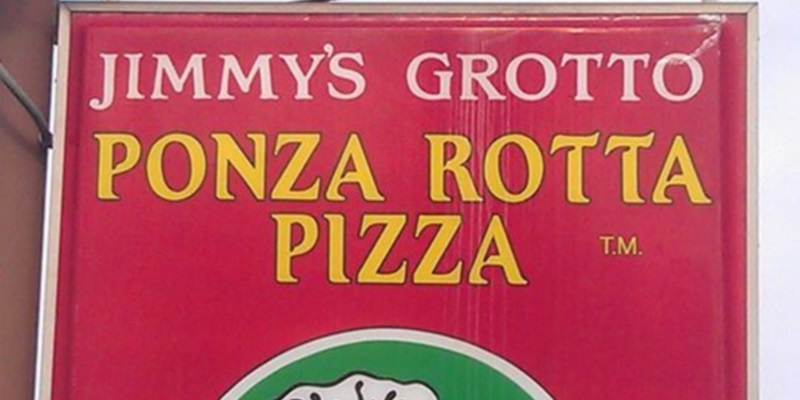 JIMMY'S GROTTO
PONZA ROTTA
PIZZA T.M.